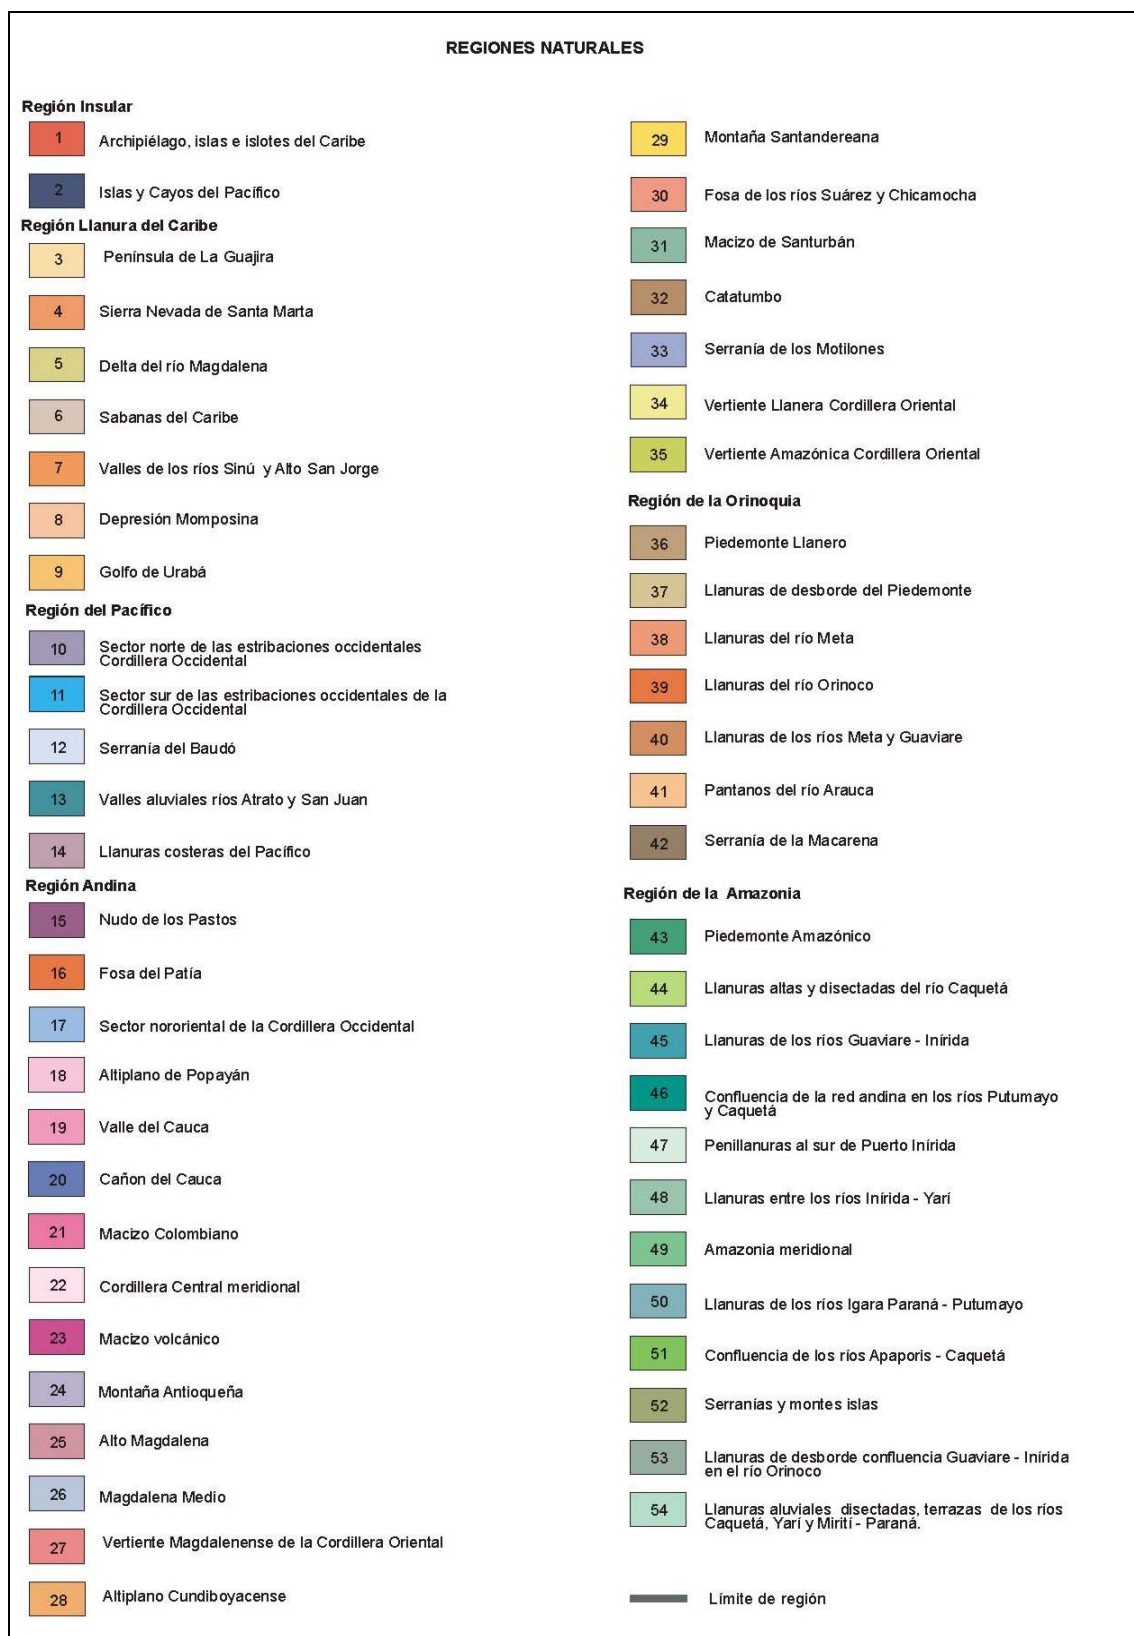 REGIONES NATURALES
Región Insular
1 Archipiélago, islas e islotes del Caribe
2 Islas y Cayos del Pacífico
Región Llanura del Caribe
3 Península de La Guajira
4 Sierra Nevada de Santa Marta
5 Delta del río Magdalena
6 Sabanas del Caribe
7 Valles de los ríos Sinú y Alto San Jorge
8 Depresión Momposina
9 Golfo de Urabá
Región del Pacífico
10 Sector norte de las estribaciones occidentales
Cordillera Occidental
11 Sector sur de las estribaciones occidentales de la
Cordillera Occidental
12 Serranía del Baudó
13 Valles aluviales ríos Atrato y San Juan
14 Llanuras costeras del Pacífico
Región Andina
15 Nudo de los Pastos
16 Fosa del Patía
17 Sector nororiental de la Cordillera Occidental
18 Altiplano de Popayán
19 Valle del Cauca
20 Cañon del Cauca
21 Macizo Colombiano
22 Cordillera Central meridional
23 Macizo volcánico
24 Montaña Antioqueña
25 Alto Magdalena
26 Magdalena Medio
27 Vertiente Magdalenense de la Cordillera Oriental
28 Altiplano Cundiboyacense
29 Montaña Santandereana
30 Fosa de los ríos Suárez y Chicamocha
31 Macizo de Santurbán
32 Catatumbo
33 Serranía de los Motilones
34 Vertiente Llanera Cordillera Oriental
35 Vertiente Amazónica Cordillera Oriental
Región de la Orinoquia
36 Piedemonte Llanero
37 Llanuras de desborde del Piedemonte
38 Llanuras del río Meta
39 Llanuras del río Orinoco
40 Llanuras de los ríos Meta y Guaviare
41 Pantanos del río Arauca
42 Serranía de la Macarena
Región de la Amazonia
43 Piedemonte Amazónico
44 Llanuras altas y disectadas del río Caquetá
45 Llanuras de los ríos Guaviare - Inírida
46 Confluencia de la red andina en los ríos Putumayo
y Caquetá
47 Penillanuras al sur de Puerto Inírida
48 Llanuras entre los ríos Inírida - Yarí
49 Amazonia meridional
50 Llanuras de los ríos Igara Paraná - Putumayo
51 Confluencia de los ríos Apaporis - Caquetá
52 Serranías y montes islas
53 Llanuras de desborde confluencia Guaviare - Inírida
en el río Orinoco
54 Llanuras aluviales disectadas, terrazas de los ríos
Caquetá, Yarí y Mirití - Paraná.
Límite de región